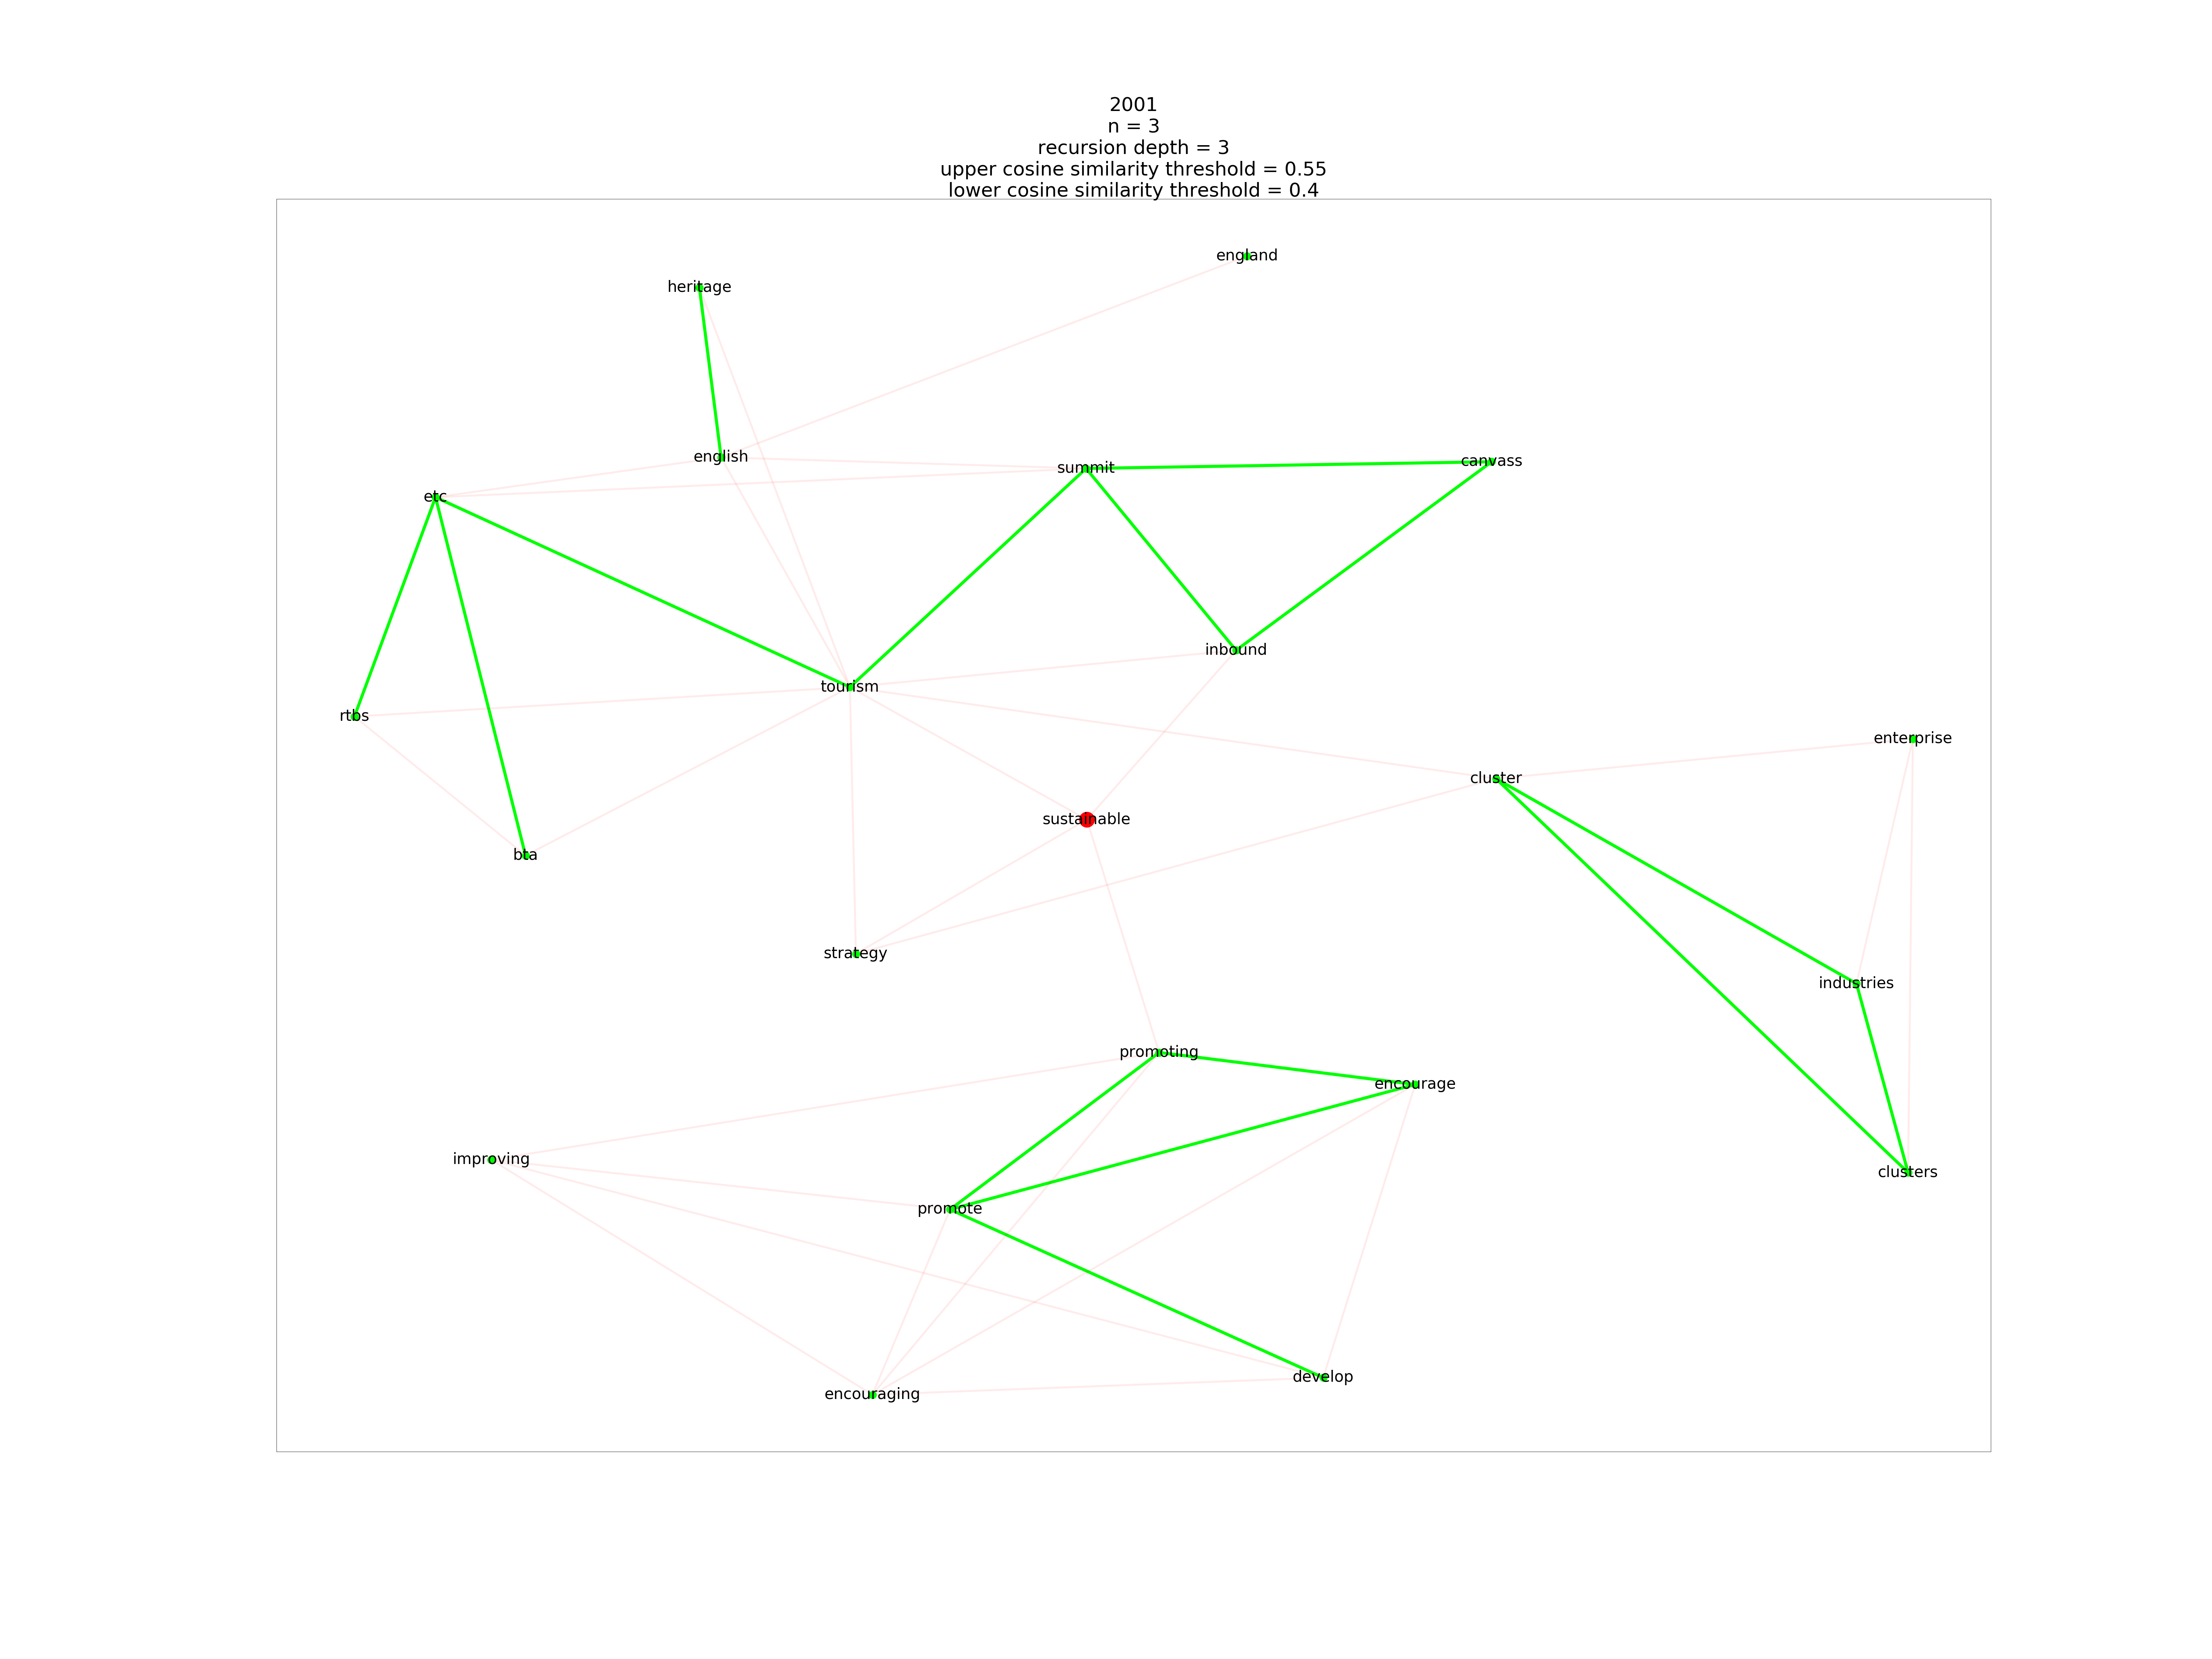 2001
n = 3
recursion depth = 3
upper cosine similarity threshold = 0.55
lower cosine similarity threshold = 0.4
england
heritage
english
summit
canvass
etc
inbound
tourism
rtbs
enterprise
cluster
sustainable
bta
strategy
industries
promoting
encourage
improving
clusters
promote
develop
encouraging